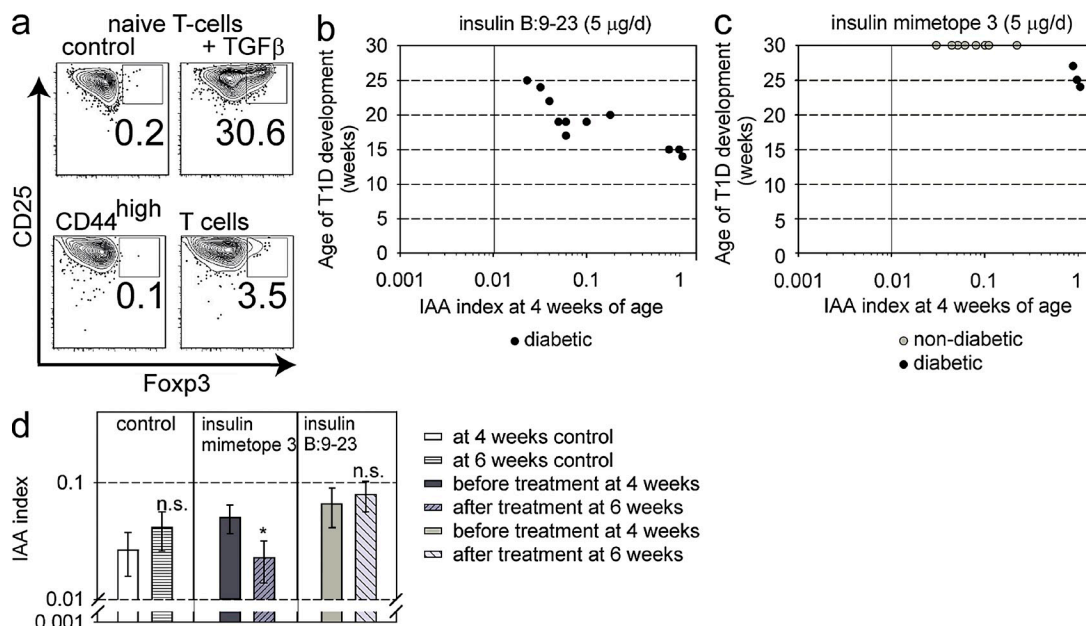 a
naive T-cells
control
+ TGFβ
0.2
30.6
CD44high
T cells
0.1
3.5
CD25
Foxp3
b
insulin B:9-23 (5 μg/d)
Age of T1D development
(weeks)
30
25
20
15
10
5
0
0.001
0.01
0.1
1
IAA index at 4 weeks of age
diabetic
c
insulin mimetope 3 (5 μg/d)
Age of T1D development
(weeks)
30
25
20
15
10
5
0
0.001
0.01
0.1
1
IAA index at 4 weeks of age
non-diabetic
diabetic
d
control
insulin
mimetope 3
insulin
B:9-23
n.s.
*
n.s.
IAA index
0.1
0.01
0.001
at 4 weeks control
at 6 weeks control
before treatment at 4 weeks
after treatment at 6 weeks
before treatment at 4 weeks
after treatment at 6 weeks